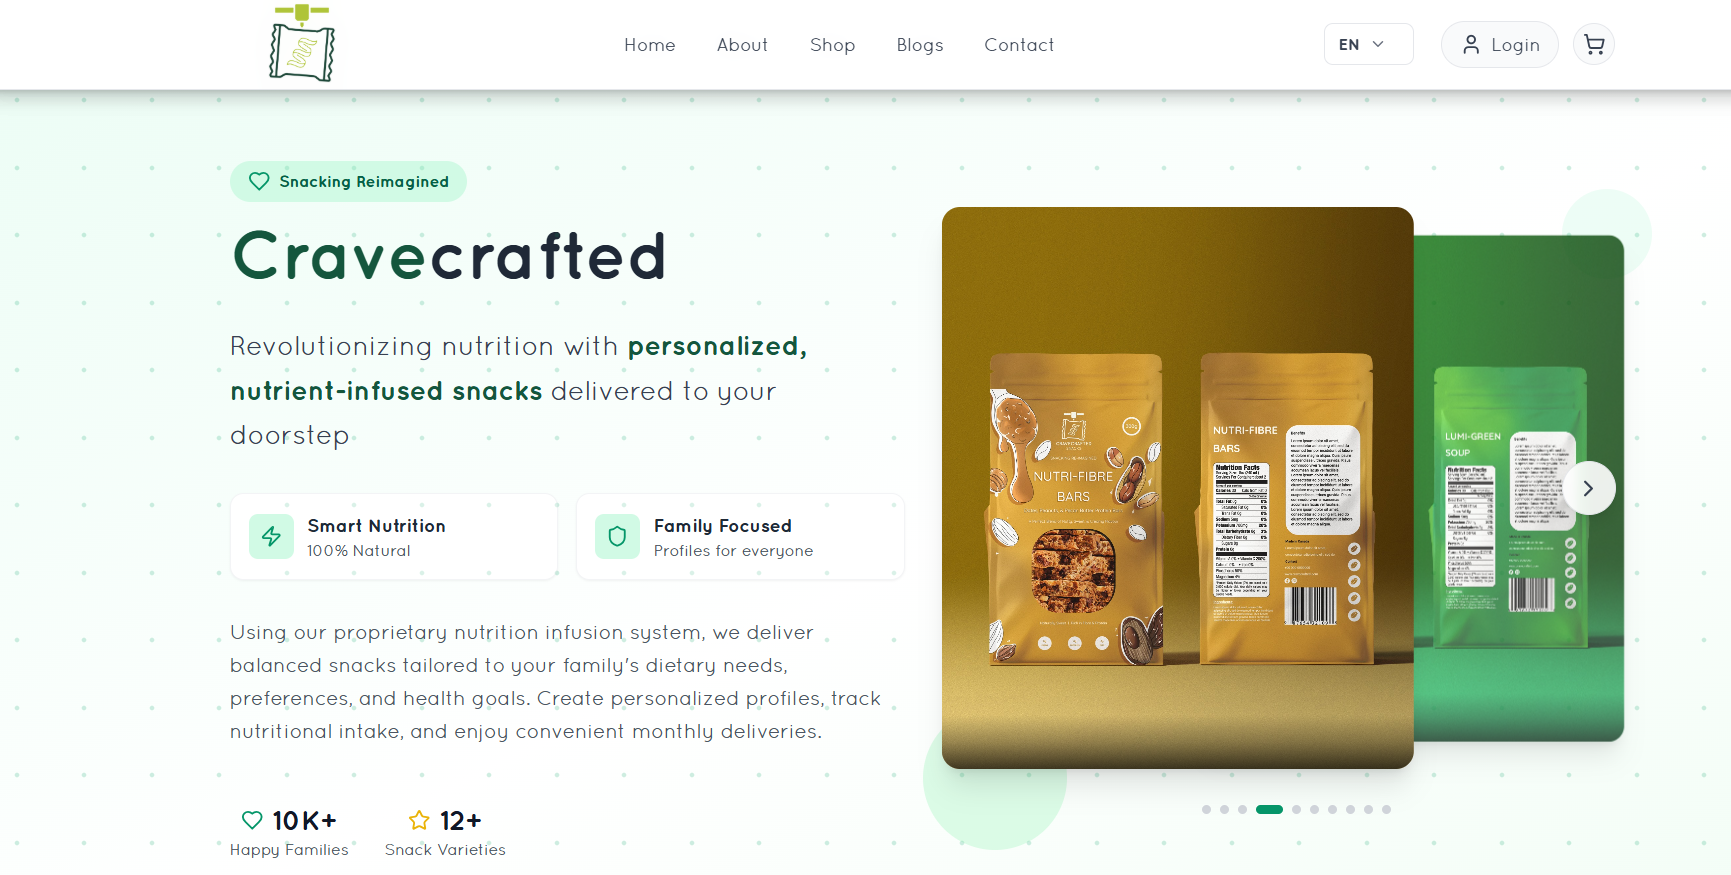 Home
About
Shop
Blogs
Contact
EN
Login
Snacking Reimagined
Cravecrafted
Revolutionizing nutrition with personalized,
nutrient-infused snacks delivered to your
doorstep
Smart Nutrition
100% Natural
Family Focused
Profiles for everyone
Using our proprietary nutrition infusion system, we deliver
balanced snacks tailored to your family's dietary needs,
preferences, and health goals. Create personalized profiles, track
nutritional intake, and enjoy convenient monthly deliveries.
10K+
Happy Families
12+
Snack Varieties
CRAVECRAFTED
NUTRI-FIBRE
BARS
NUTRI-FIBRE
BARS
Benefits
Nutrition Facts
LUMI-GREEN
SOUP
Benefits
Nutrition Facts